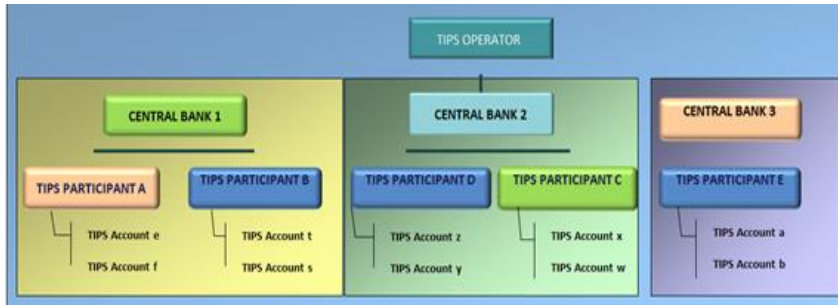 TIPS OPERATOR
CENTRAL BANK 1
CENTRAL BANK 2
CENTRAL BANK 3
TIPS PARTICIPANT A
TIPS PARTICIPANT B
TIPS PARTICIPANT D
TIPS PARTICIPANT C
TIPS PARTICIPANT E
TIPS Account e
TIPS Account t
TIPS Account z
TIPS Account x
TIPS Account a
TIPS Account f
TIPS Account s
TIPS Account y
TIPS Account w
TIPS Account b